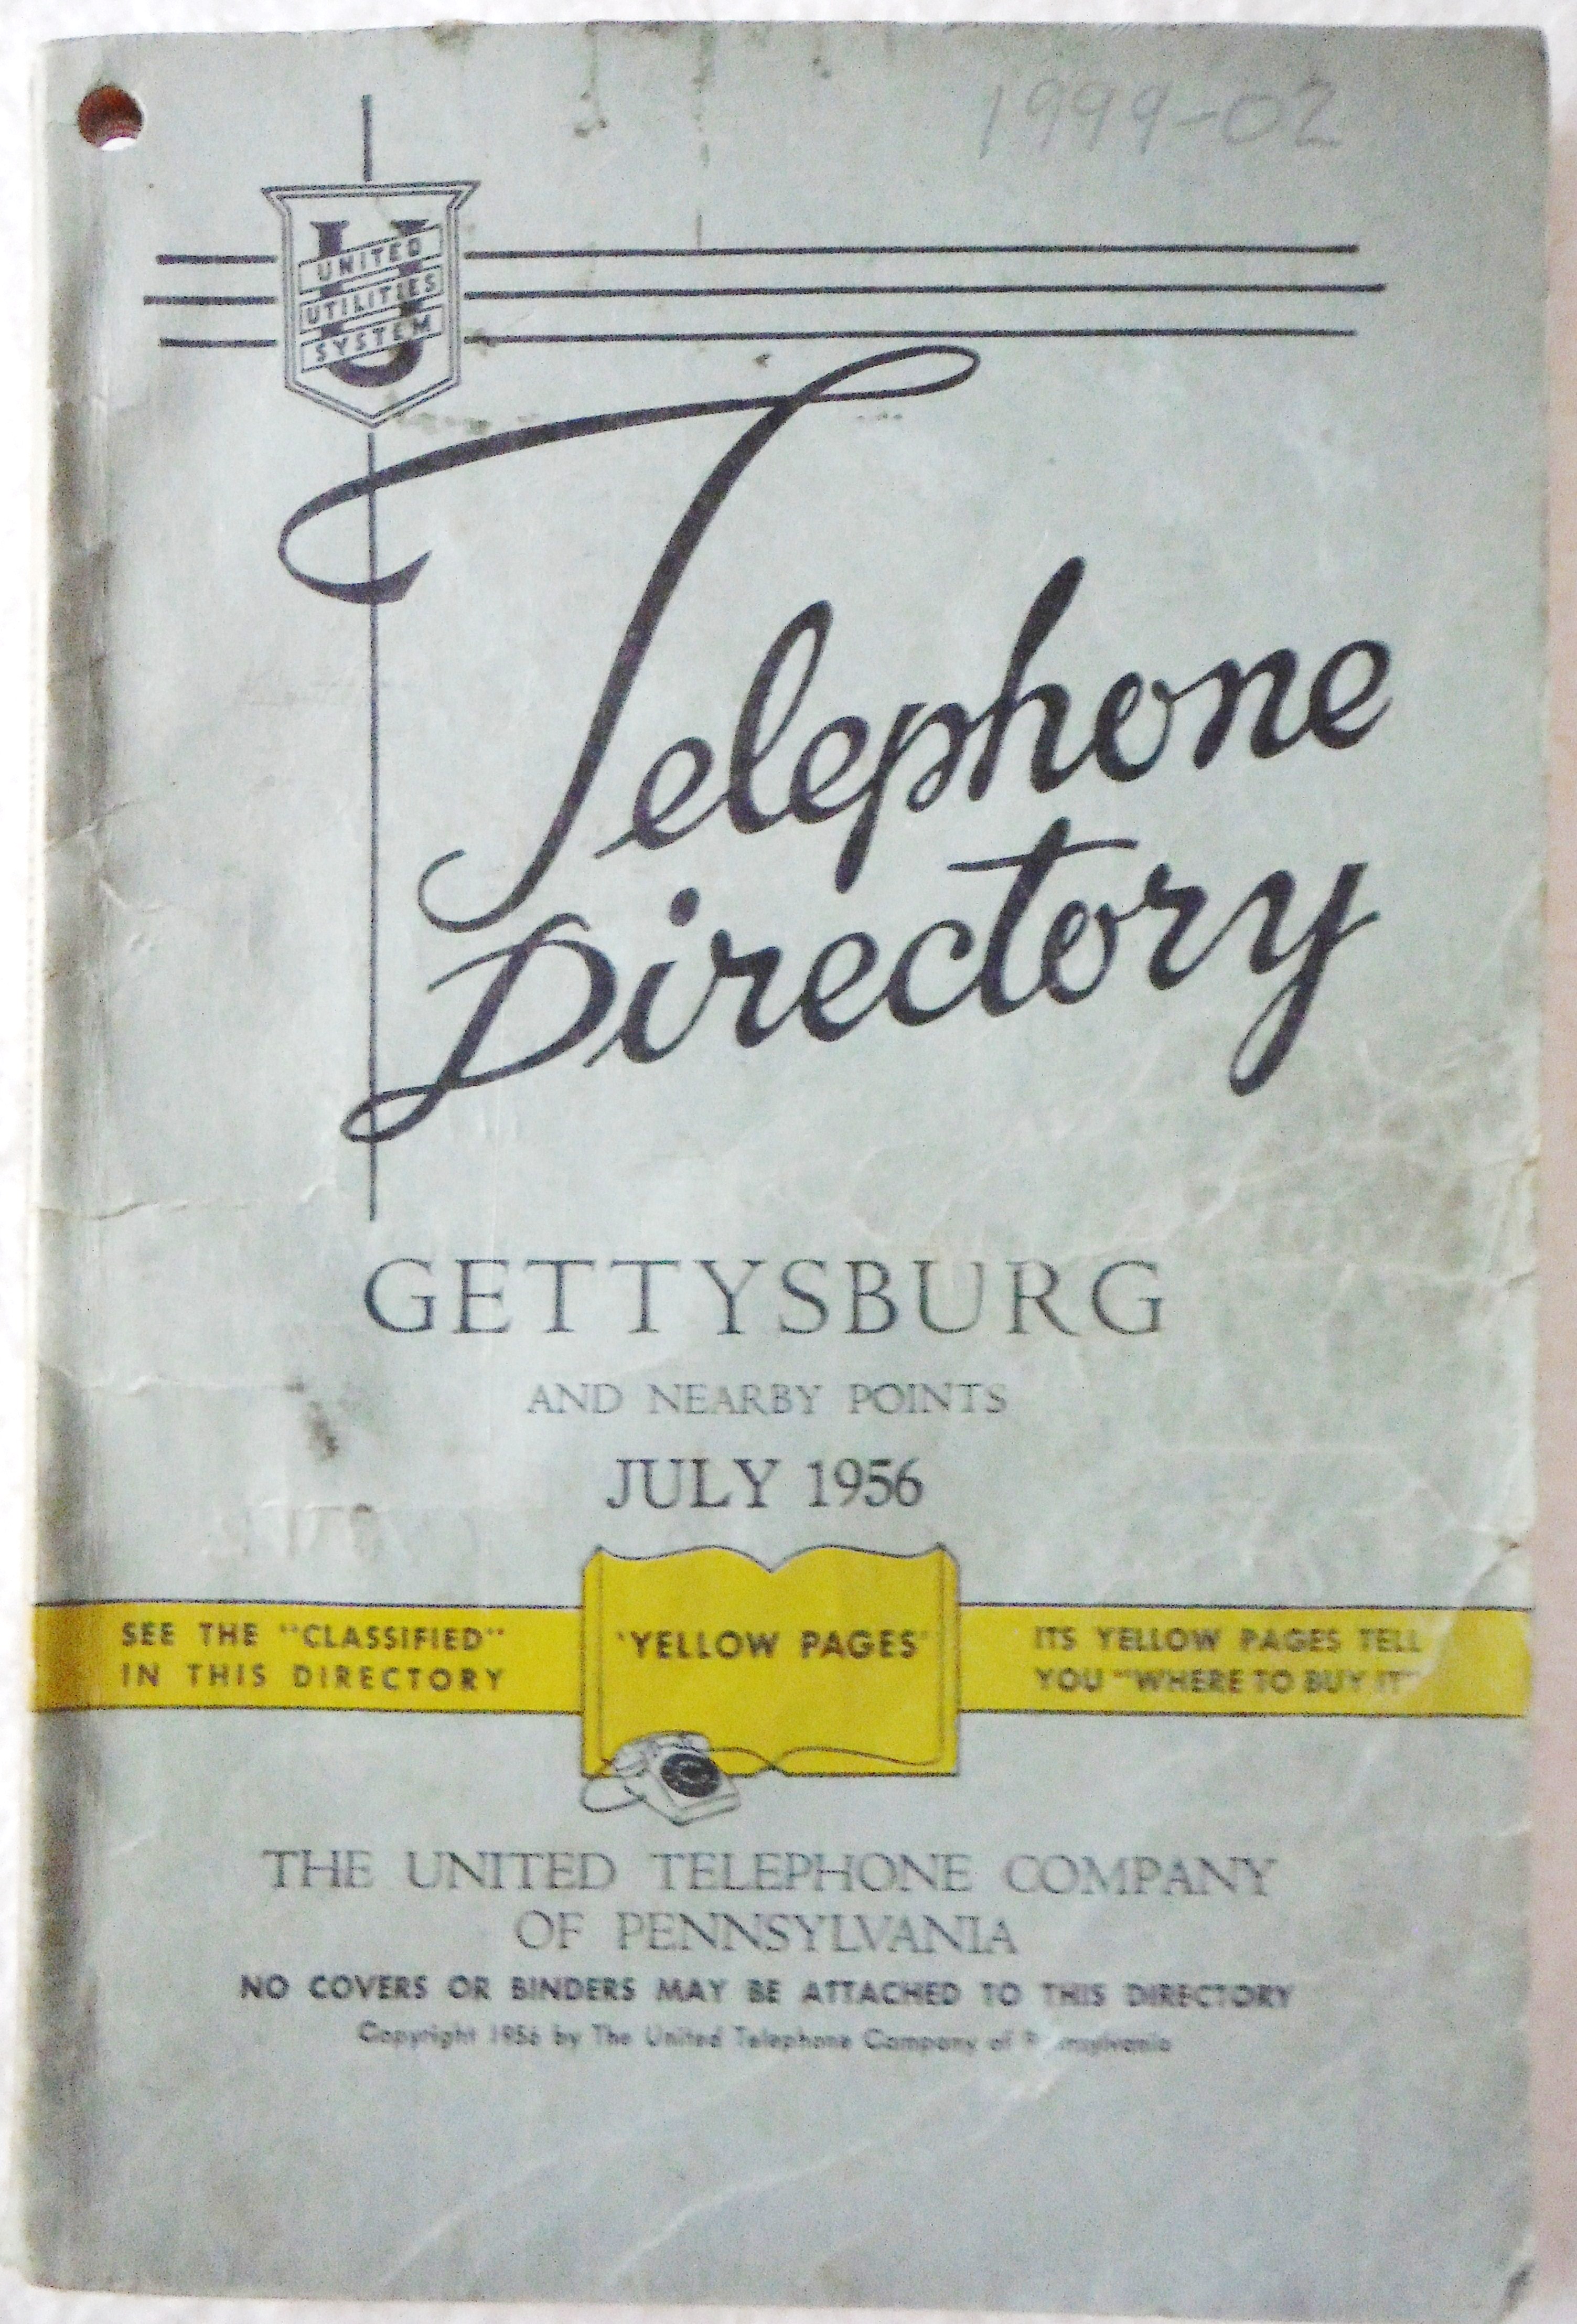 1999-02
U
UNITED
UTILITIES
SYSTEM
Telephone
Directory
GETTYSBURG
AND NEARBY POINTS
JULY 1956
SEE THE "CLASSIFIED"
IN THIS DIRECTORY
'YELLOW PAGES'
ITS YELLOW PAGES TELL
YOU "WHERE TO BUY IT"
THE UNITED TELEPHONE COMPANY
OF PENNSYLVANIA
NO COVERS OR BINDERS MAY BE ATTACHED TO THIS DIRECTORY
Copyright 1956 by The United Telephone Company of Pennsylvania